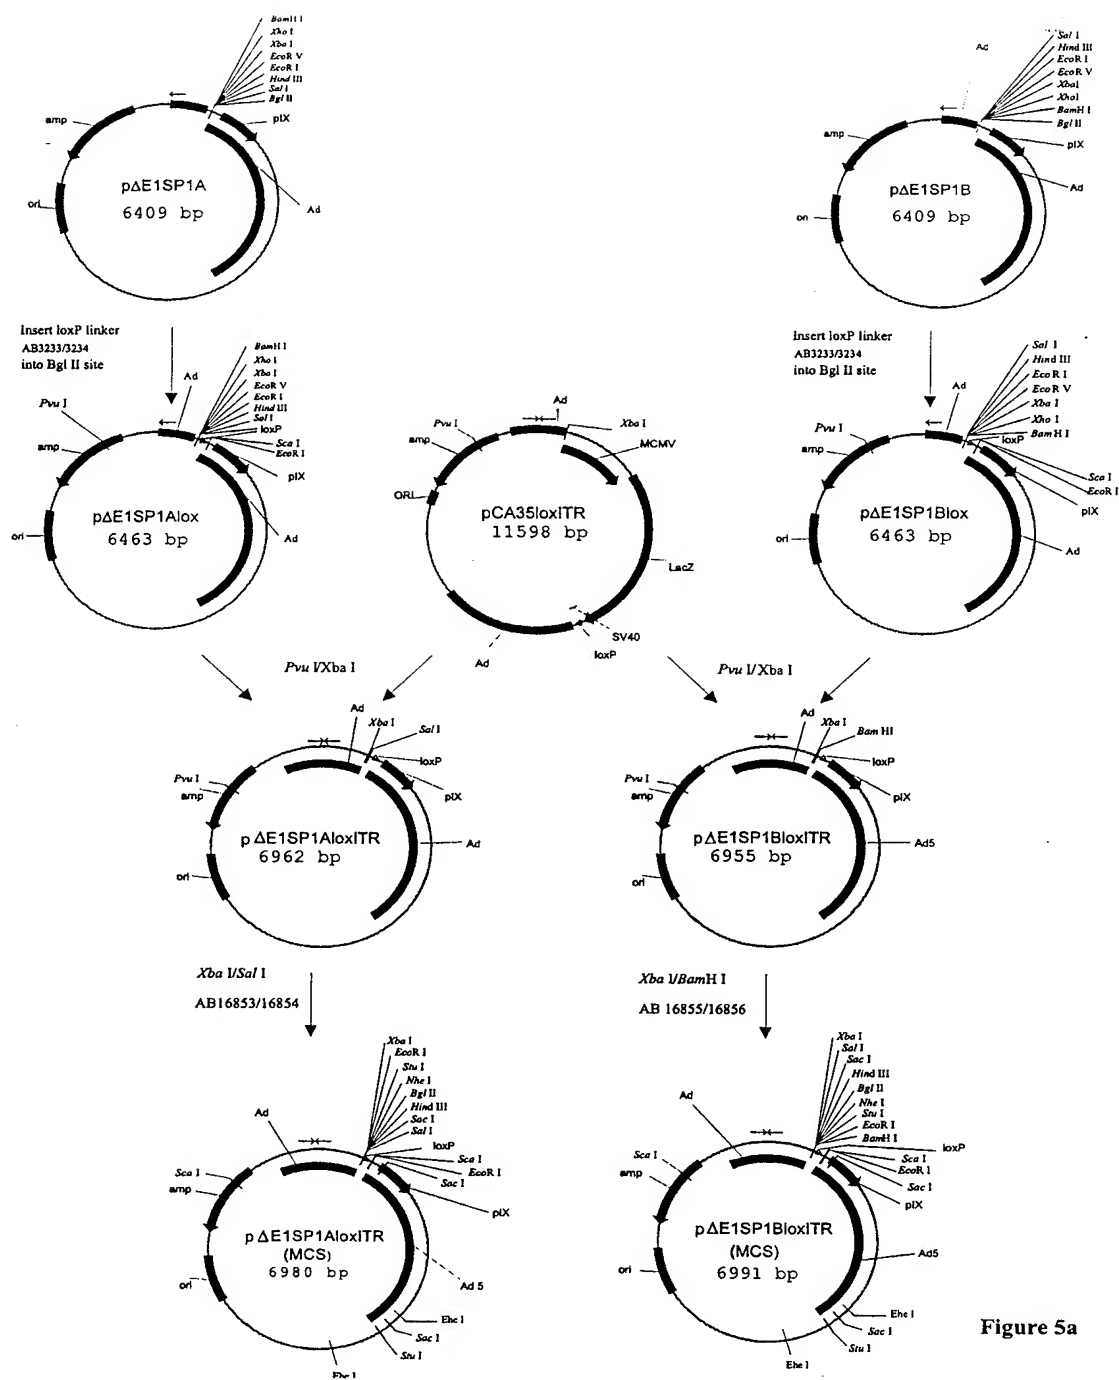 BamH I
Xho I
Xba I
EcoR V
EcoR I
Hind III
Sal I
Bgl II
amp
pIX
pΔE1SP1A
6409 bp
ori
Ad
Ad
Sal I
Hind III
EcoR I
EcoR V
XbaI
XhoI
BamH I
Bgl II
amp
pIX
pΔE1SP1B
6409 bp
Ad
ori
Insert loxP linker
AB3233/3234
into Bgl II site
Insert loxP linker
AB3233/3234
into Bgl II site
BamH I
Xho I
Xba I
EcoR V
EcoR I
Hind III
Sal I
loxP
Sca I
EcoR I
Ad
Pvu I
amp
pIX
pΔE1SP1Alox
6463 bp
ori
Ad
Ad
Xba I
Pvu I
amp
MCMV
ORI
pCA35loxITR
11598 bp
LacZ
SV40
loxP
Ad
Sal I
Hind III
EcoR I
EcoR V
Xba I
Xho I
BamH I
loxP
Sca I
EcoR I
Ad
Pvu I
amp
pIX
pΔE1SP1Blox
6463 bp
ori
Ad
Pvu I/Xba I
Pvu I/Xba I
Ad
Xba I
Sal I
loxP
Pvu I
amp
pIX
pΔE1SP1AloxITR
6962 bp
Ad
ori
Ad
Xba I
Bam HI
loxP
Pvu I
amp
pIX
pΔE1SP1BloxITR
6955 bp
Ad5
ori
Xba I/Sal I
AB16853/16854
Xba I/BamH I
AB 16855/16856
Xba I
EcoR I
Stu I
Nhe I
Bgl II
Hind III
Sac I
Sal I
loxP
Sca I
EcoR I
Sac I
Ad
Sca I
amp
pIX
pΔE1SP1AloxITR
(MCS)
6980 bp
ori
Ad 5
Ehe I
Sac I
Stu I
Ehe I
Xba I
Sal I
Sac I
Hind III
Bgl II
Nhe I
Stu I
EcoR I
BamH I
loxP
Sca I
EcoR I
Sac I
Ad
Sca I
amp
pIX
pΔE1SP1BloxITR
(MCS)
6991 bp
Ad5
ori
Ehe I
Sac I
Stu I
Ehe I
Figure 5a